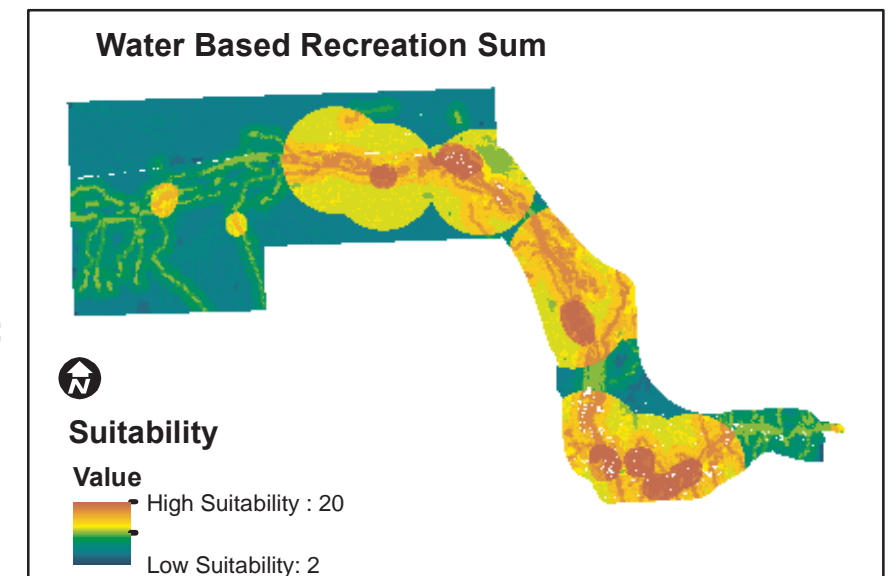 Water Based Recreation Sum
N
Suitability
Value
High Suitability : 20
Low Suitability: 2